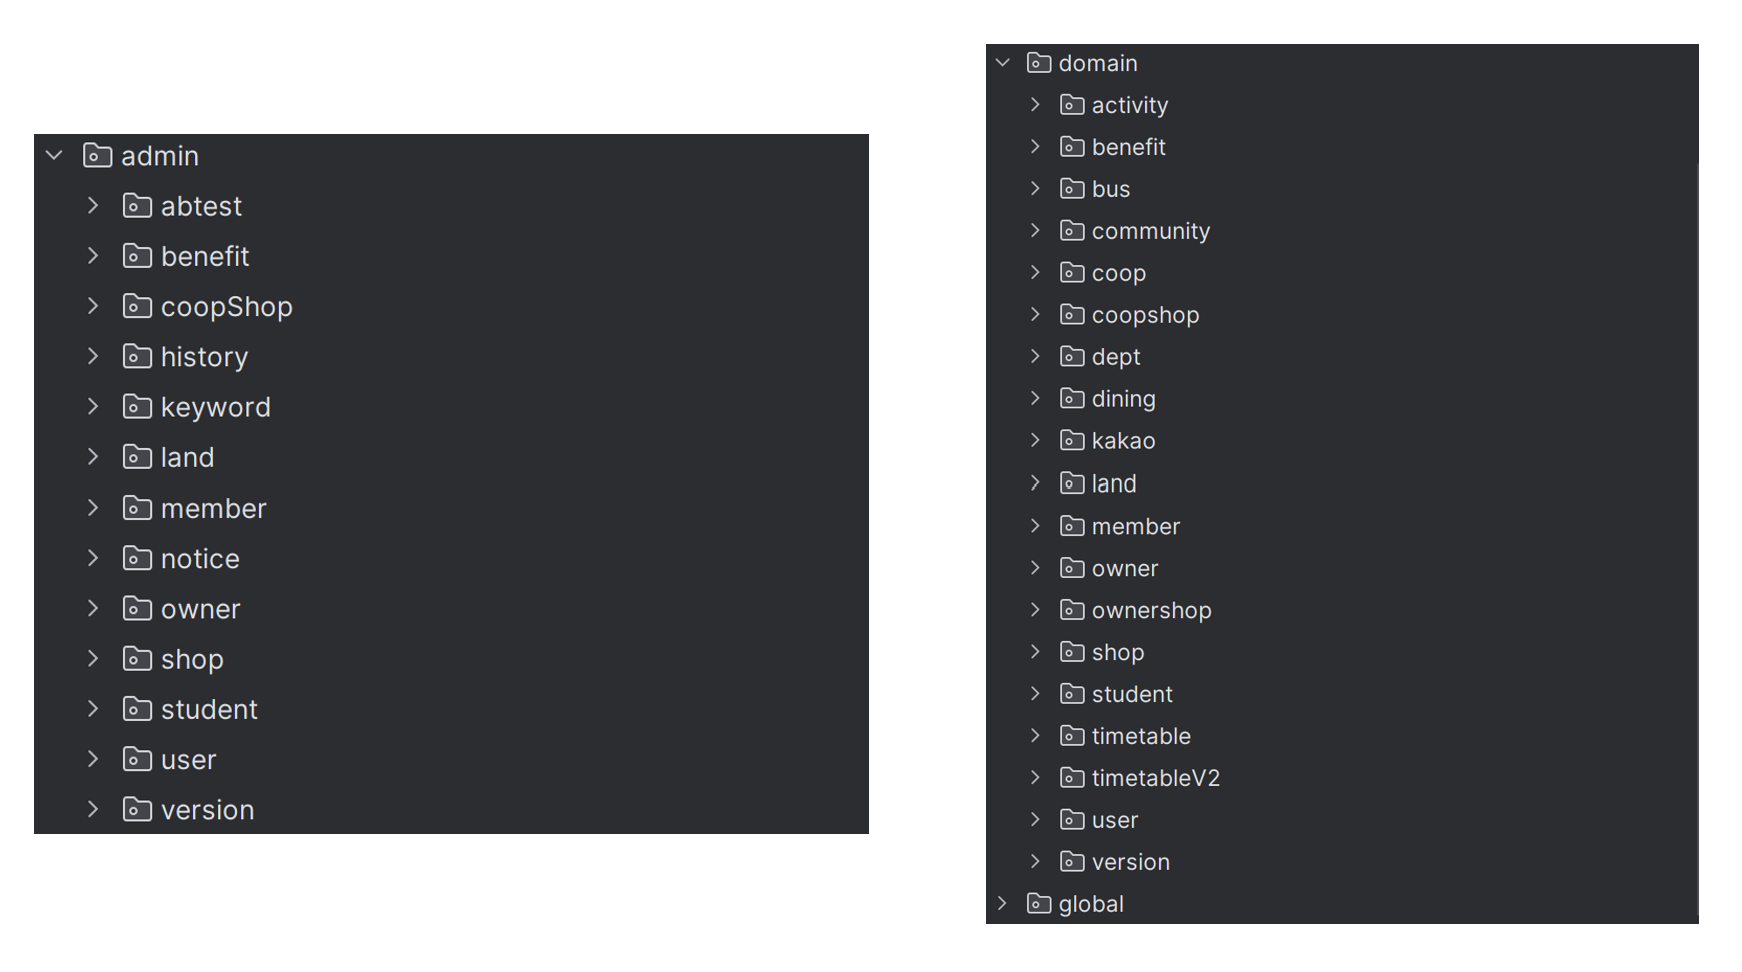 admin
abtest
benefit
coopShop
history
keyword
land
member
notice
owner
shop
student
user
version
domain
activity
benefit
bus
community
coop
coopshop
dept
dining
kakao
land
member
owner
ownershop
shop
student
timetable
timetableV2
user
version
global